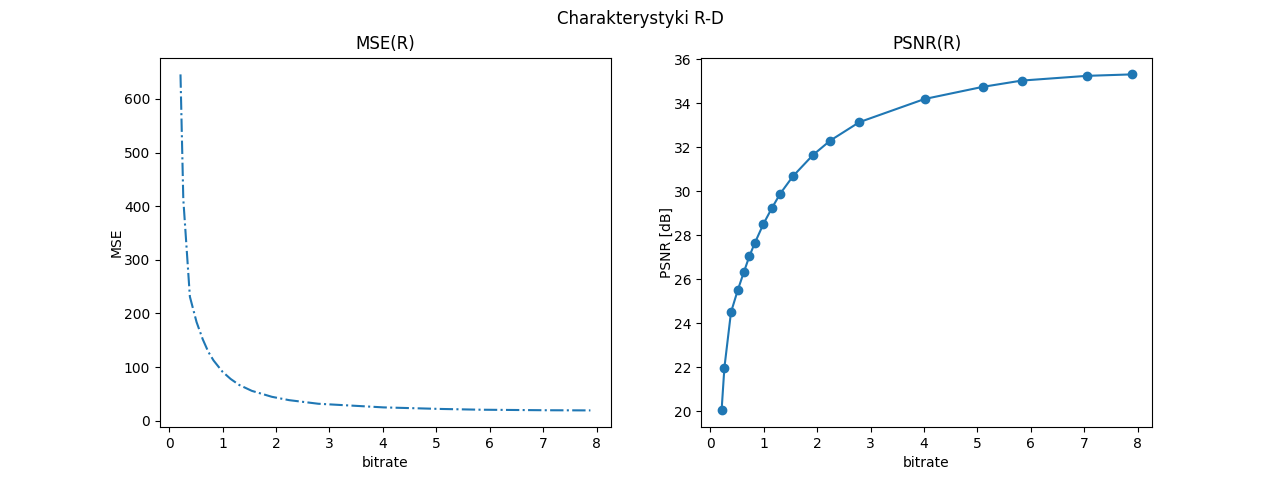 Charakterystyki R-D
MSE(R)
600
500
400
300
200
100
0
MSE
0 1 2 3 4 5 6 7 8
bitrate
PSNR(R)
36
34
32
30
28
26
24
22
20
PSNR [dB]
0 1 2 3 4 5 6 7 8
bitrate